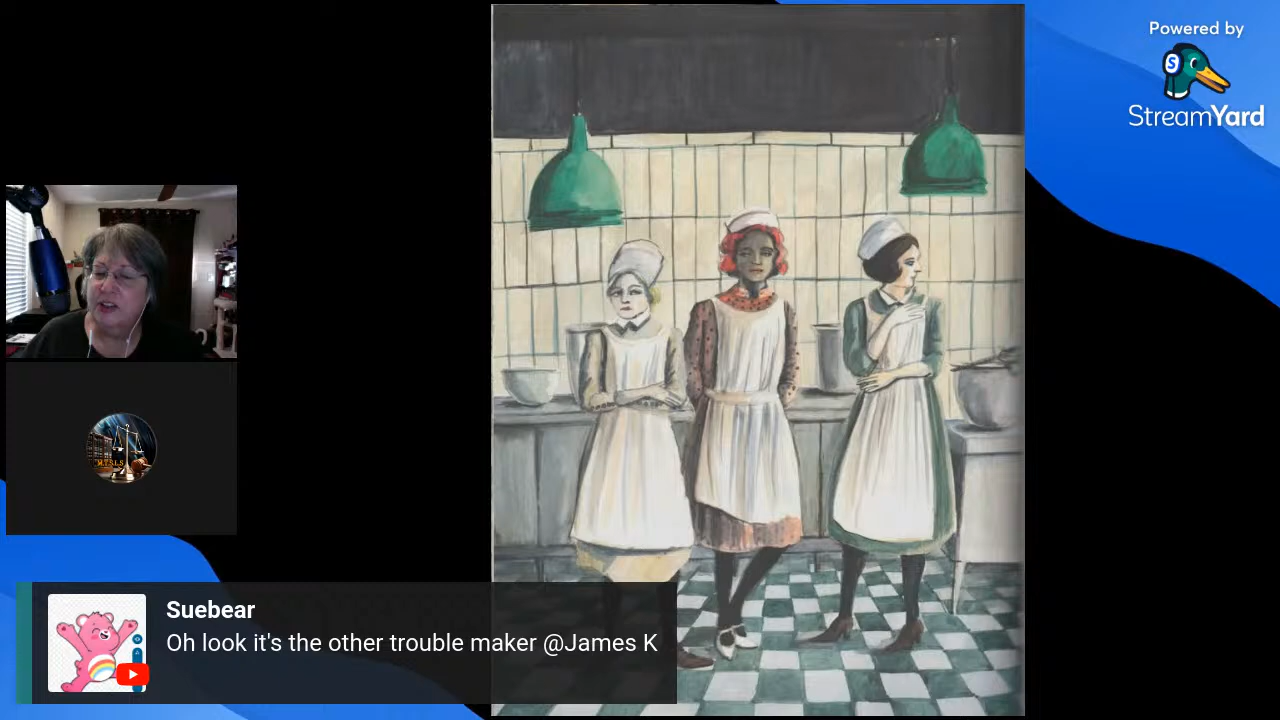 Powered by
S
StreamYard
M.T.S.L.S
Suebear
Oh look it's the other trouble maker @James K